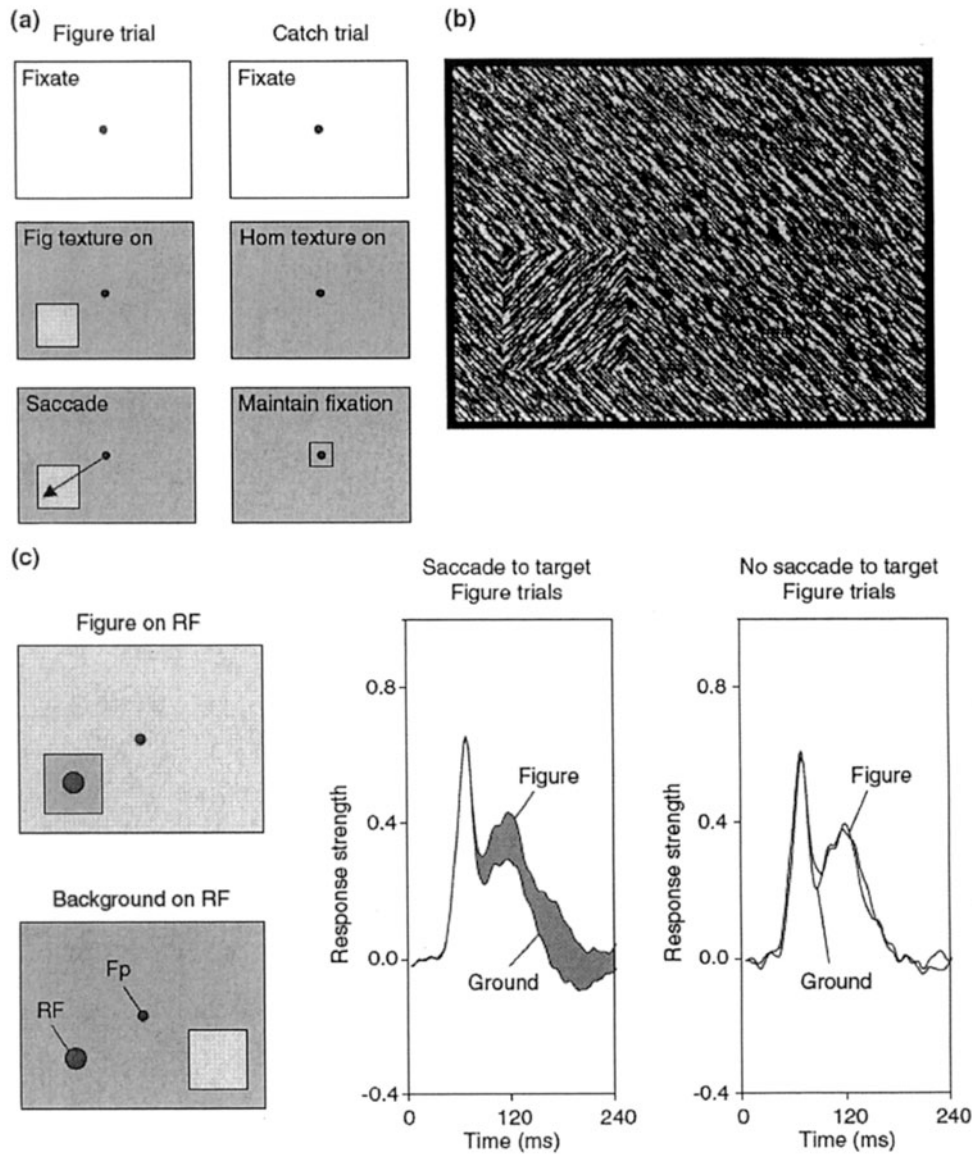 (a)
Figure trial
Catch trial
Fixate
Fixate
Fig texture on
Hom texture on
Saccade
Maintain fixation
(b)
(c)
Figure on RF
Background on RF
Fp
RF
Saccade to target
Figure trials
Response strength
0.8
0.4
0.0
-0.4
Figure
Ground
0
120
240
Time (ms)
No saccade to target
Figure trials
Response strength
0.8
0.4
0.0
-0.4
Figure
Ground
0
120
240
Time (ms)